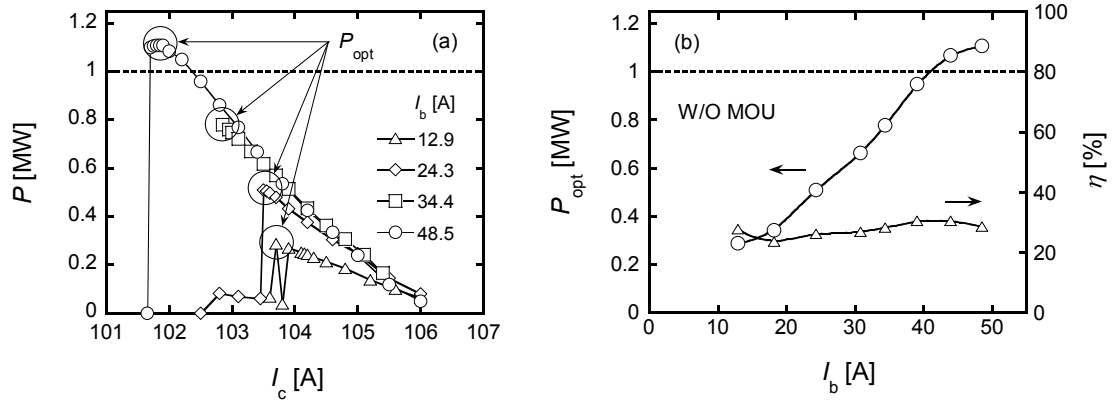 1.2
1
0.8
0.6
0.4
0.2
0
P [MW]
101 102 103 104 105 106 107
I_c [A]
P_opt
(a)
I_b [A]
12.9
24.3
34.4
48.5
1.2
1
0.8
0.6
0.4
0.2
0
P_opt [MW]
(b)
W/O MOU
0 10 20 30 40 50
I_b [A]
100
80
60
40
20
0
η [%]